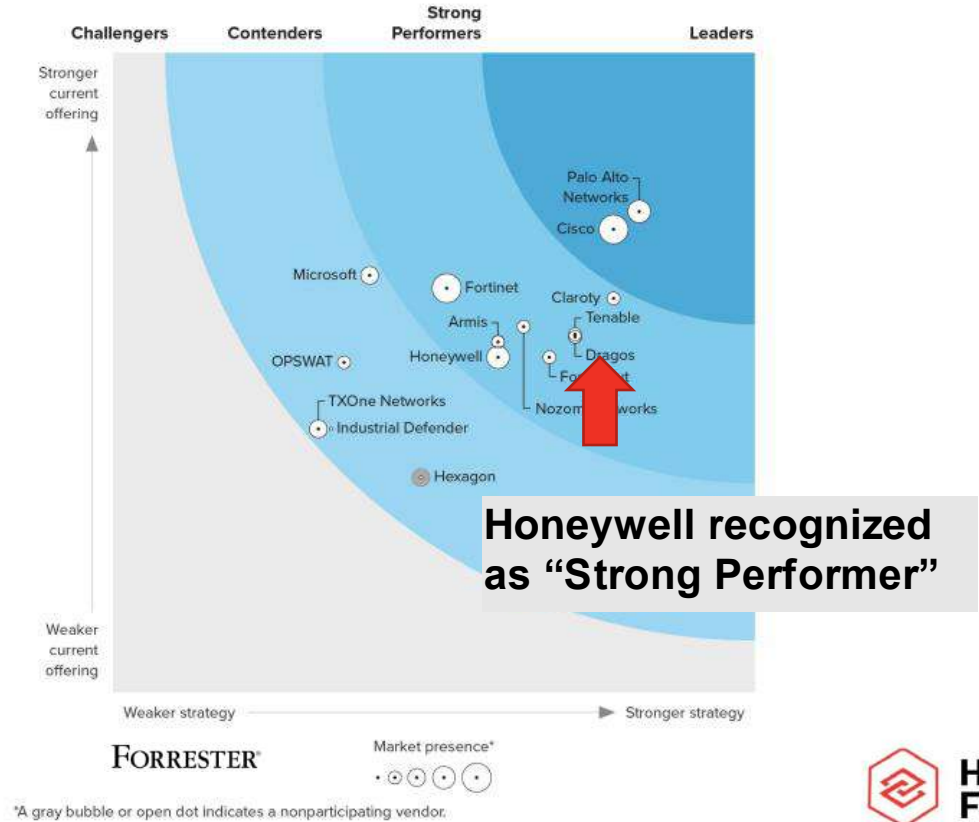 Strong
Challengers Contenders Performers Leaders
Stronger
current
offering
Palo Alto
Networks
Cisco
Microsoft
Fortinet
Claroty
Armis
Tenable
Honeywell
Dragos
OPSWAT
TXOne Networks
Industrial Defender
Hexagon
Honeywell recognized
as “Strong Performer”
Weaker
current
offering
Weaker strategy Stronger strategy
FORRESTER®
Market presence*
*A gray bubble or open dot indicates a nonparticipating vendor.